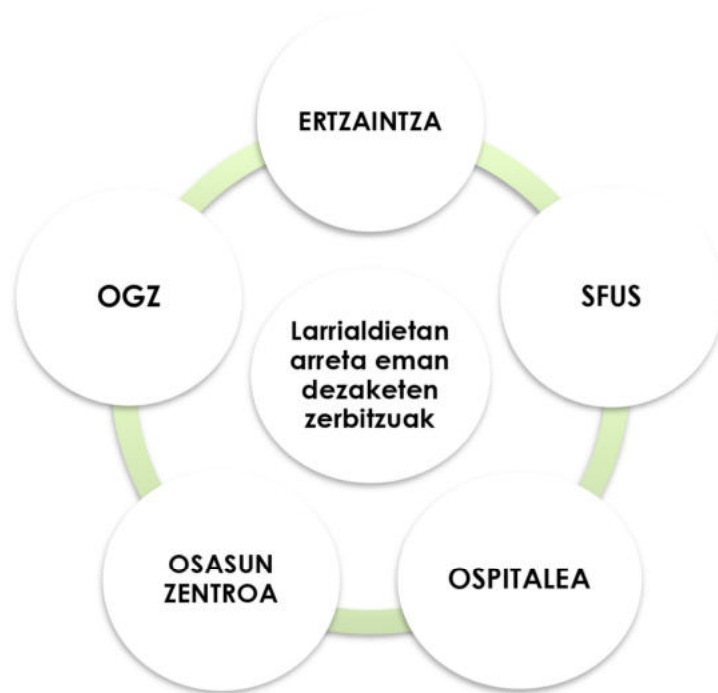 ERTZAINTZA
OGZ
SFUS
Larrialdietan
arreta eman
dezaketen
zerbitzuak
OSASUN
ZENTROA
OSPITALEA